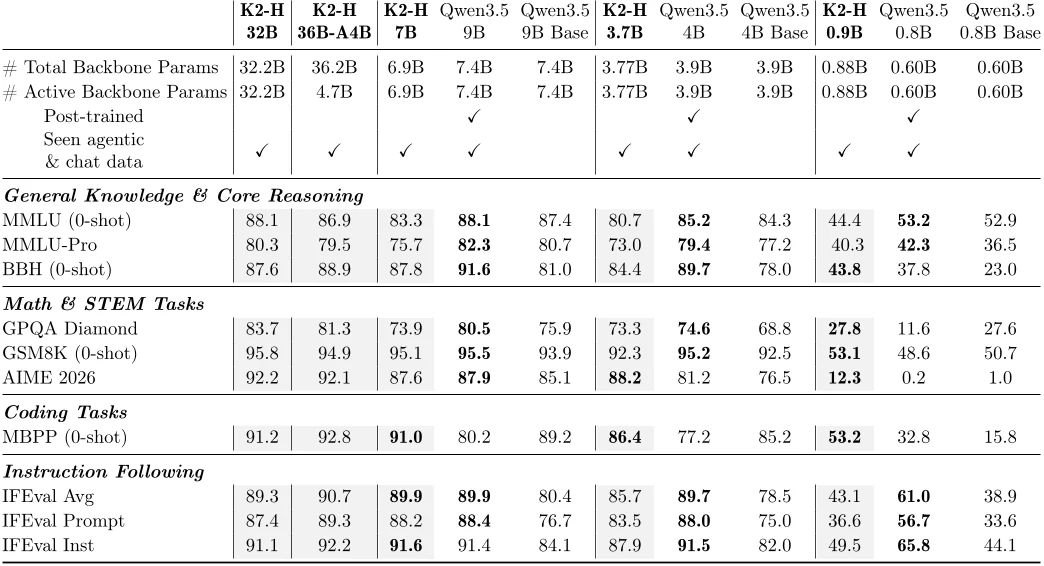 K2-H K2-H K2-H Qwen3.5 Qwen3.5 K2-H Qwen3.5 Qwen3.5 K2-H Qwen3.5 Qwen3.5
32B 36B-A4B 7B 9B 9B Base 3.7B 4B 4B Base 0.9B 0.8B 0.8B Base
# Total Backbone Params 32.2B 36.2B 6.9B 7.4B 7.4B 3.77B 3.9B 3.9B 0.88B 0.60B 0.60B
# Active Backbone Params 32.2B 4.7B 6.9B 7.4B 7.4B 3.77B 3.9B 3.9B 0.88B 0.60B 0.60B
Post-trained ✓ ✓ ✓
Seen agentic
& chat data ✓ ✓ ✓ ✓ ✓ ✓ ✓ ✓
General Knowledge & Core Reasoning
MMLU (0-shot) 88.1 86.9 83.3 88.1 87.4 80.7 85.2 84.3 44.4 53.2 52.9
MMLU-Pro 80.3 79.5 75.7 82.3 80.7 73.0 79.4 77.2 40.3 42.3 36.5
BBH (0-shot) 87.6 88.9 87.8 91.6 81.0 84.4 89.7 78.0 43.8 37.8 23.0
Math & STEM Tasks
GPQA Diamond 83.7 81.3 73.9 80.5 75.9 73.3 74.6 68.8 27.8 11.6 27.6
GSM8K (0-shot) 95.8 94.9 95.1 95.5 93.9 92.3 95.2 92.5 53.1 48.6 50.7
AIME 2026 92.2 92.1 87.6 87.9 85.1 88.2 81.2 76.5 12.3 0.2 1.0
Coding Tasks
MBPP (0-shot) 91.2 92.8 91.0 80.2 89.2 86.4 77.2 85.2 53.2 32.8 15.8
Instruction Following
IFEval Avg 89.3 90.7 89.9 89.9 80.4 85.7 89.7 78.5 43.1 61.0 38.9
IFEval Prompt 87.4 89.3 88.2 88.4 76.7 83.5 88.0 75.0 36.6 56.7 33.6
IFEval Inst 91.1 92.2 91.6 91.4 84.1 87.9 91.5 82.0 49.5 65.8 44.1